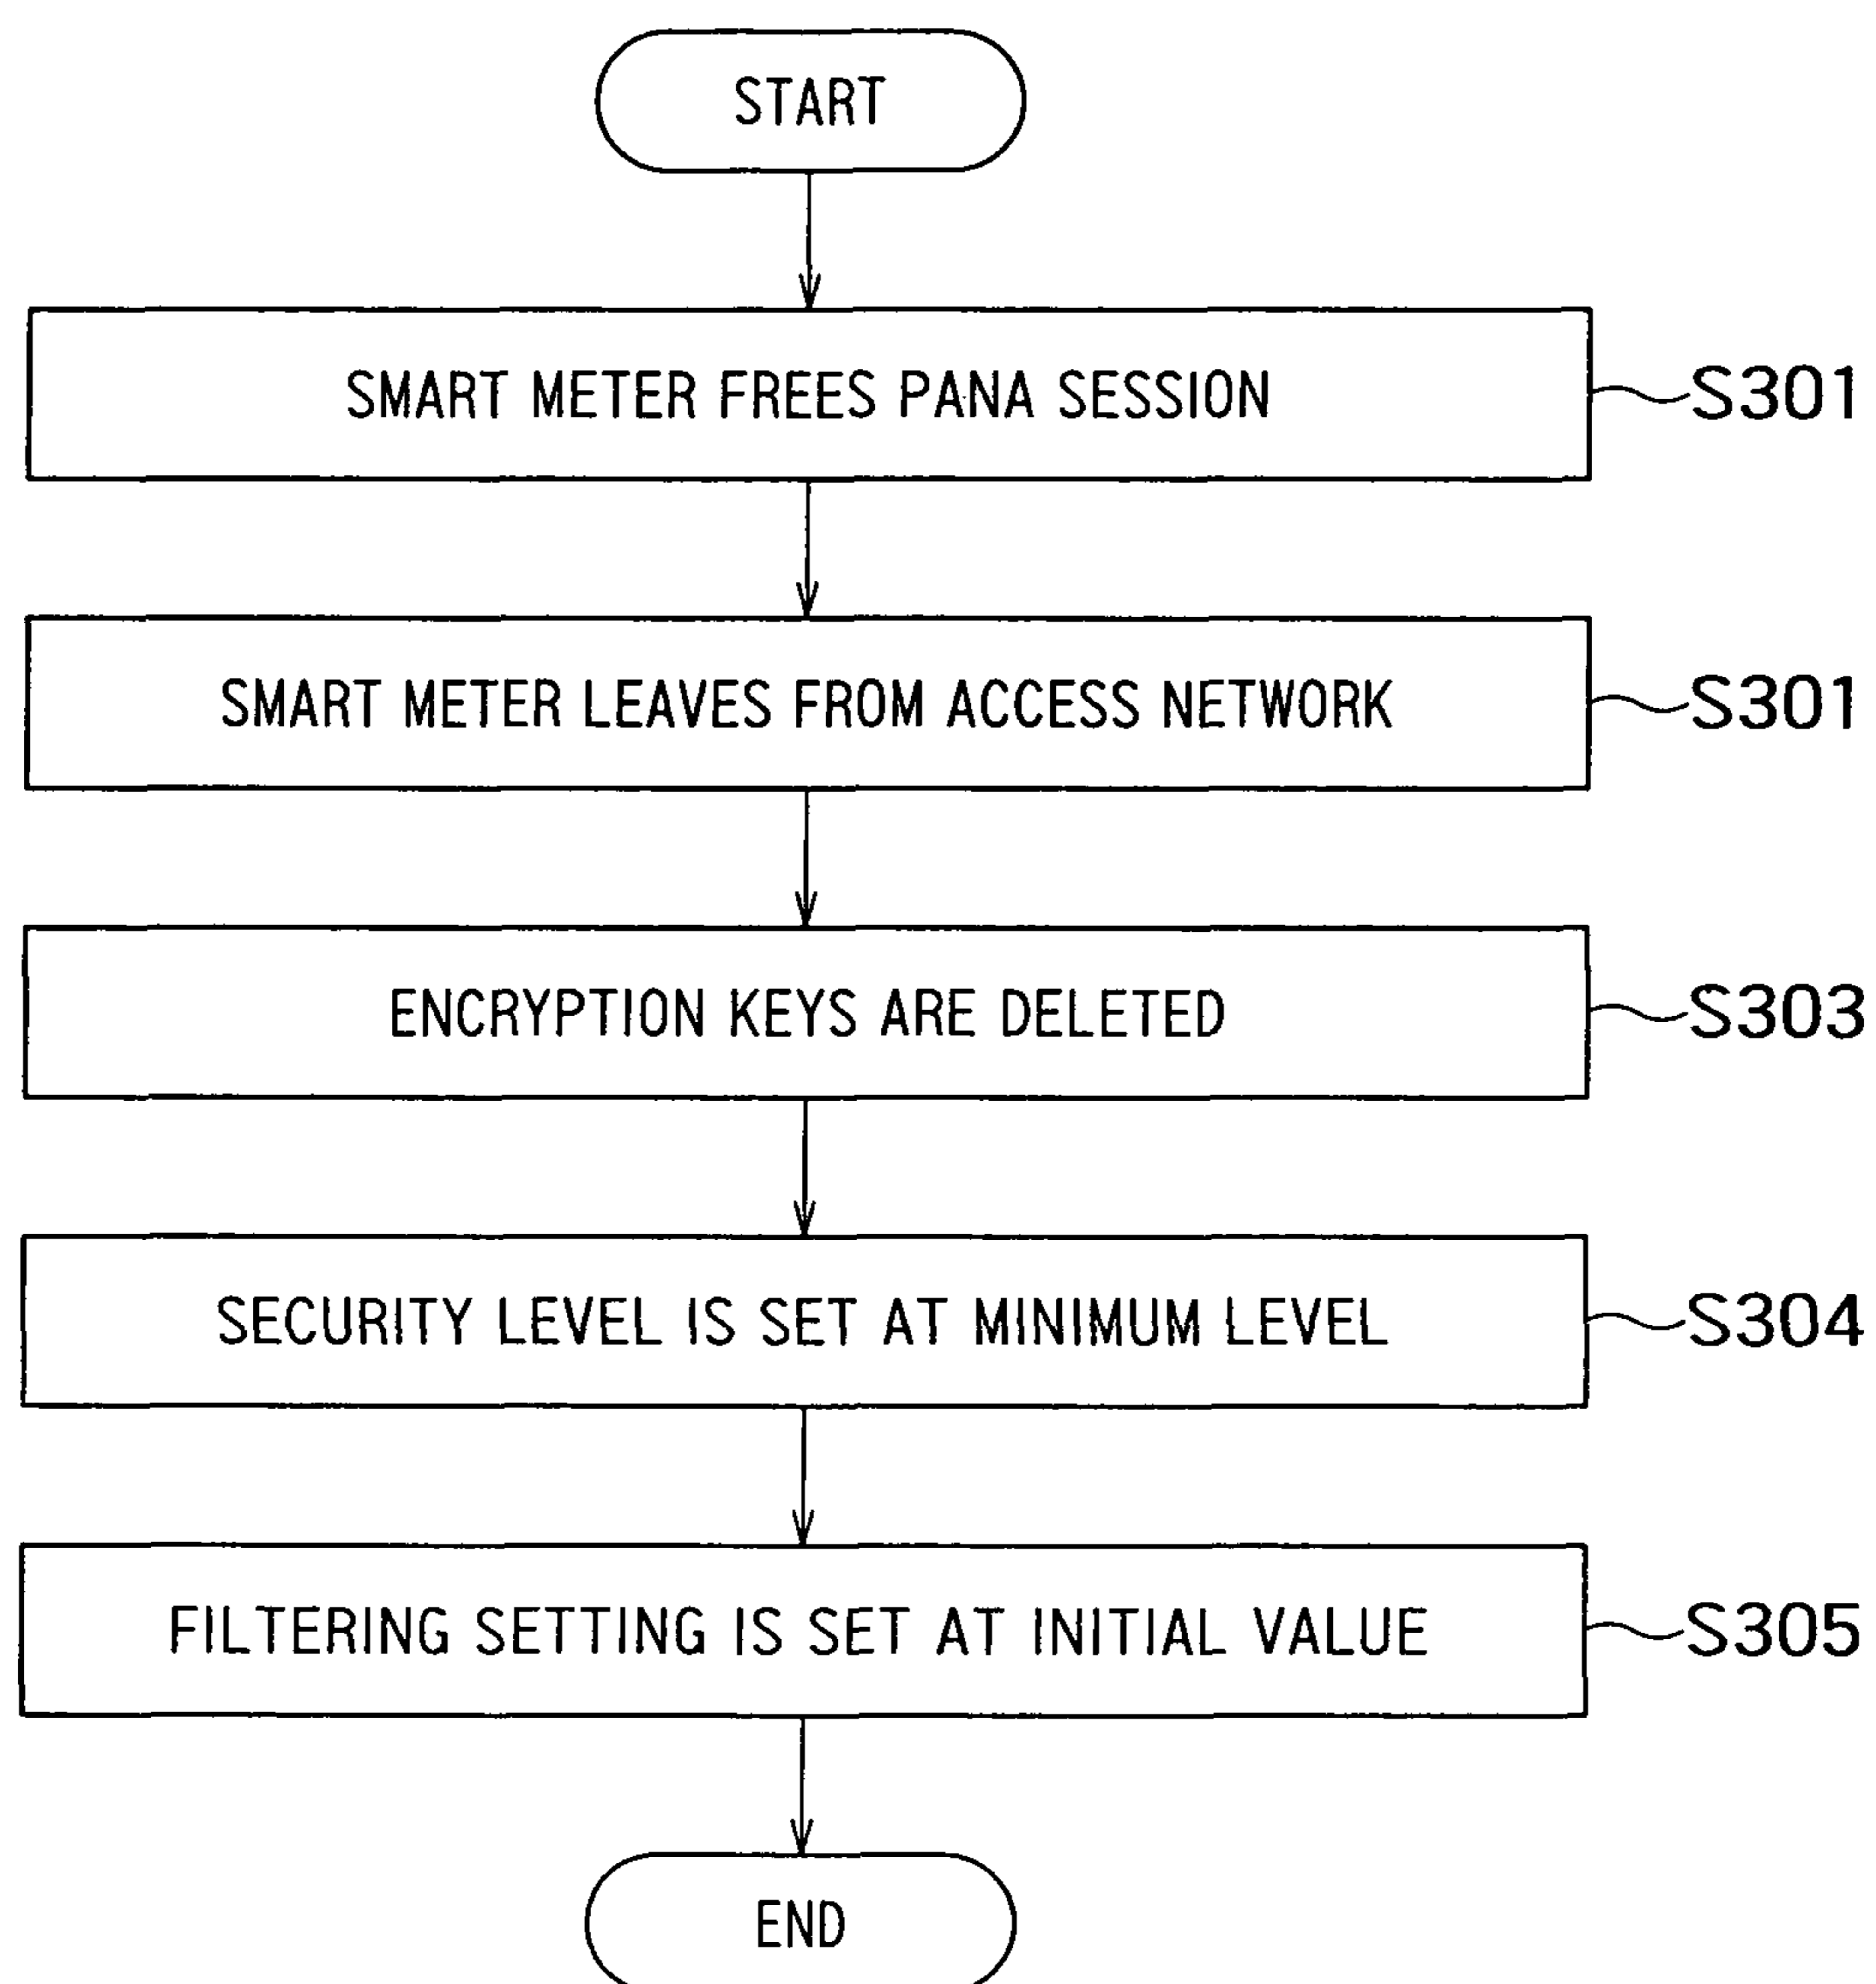 START
SMART METER FREES PANA SESSION
S301
SMART METER LEAVES FROM ACCESS NETWORK
S301
ENCRYPTION KEYS ARE DELETED
S303
SECURITY LEVEL IS SET AT MINIMUM LEVEL
S304
FILTERING SETTING IS SET AT INITIAL VALUE
S305
END